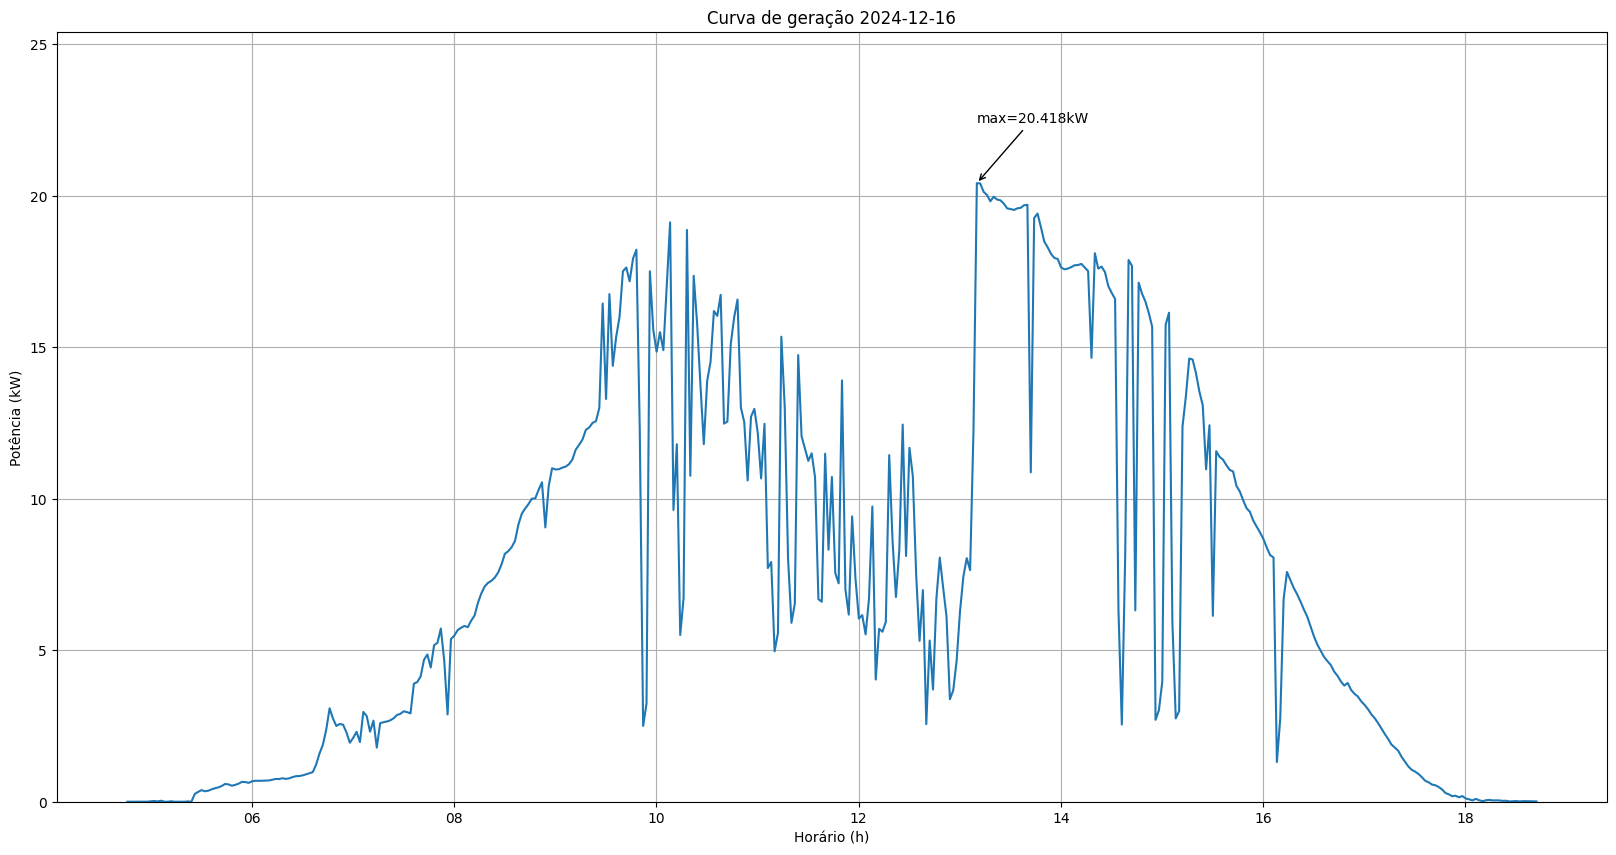 Curva de geração 2024-12-16
25
max=20.418kW
20
15
Potência (kW)
10
5
0
06 08 10 12 14 16 18
Horário (h)